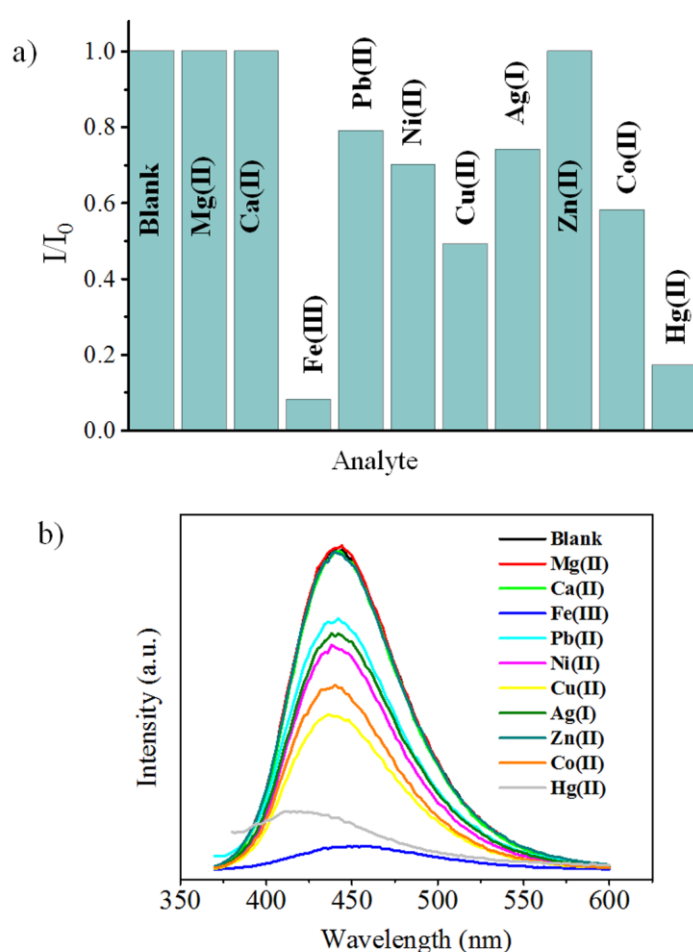 a)
I/I0
1.0
0.8
0.6
0.4
0.2
0.0
Blank
Mg(II)
Ca(II)
Fe(III)
Pb(II)
Ni(II)
Cu(II)
Ag(I)
Zn(II)
Co(II)
Hg(II)
Analyte
b)
Intensity (a.u.)
Blank
Mg(II)
Ca(II)
Fe(III)
Pb(II)
Ni(II)
Cu(II)
Ag(I)
Zn(II)
Co(II)
Hg(II)
350 400 450 500 550 600
Wavelength (nm)